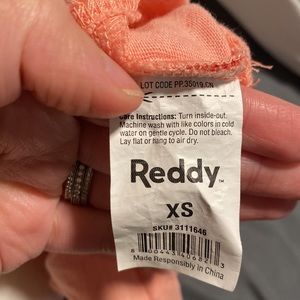 LOT CODE PP.35019.CN
Care Instructions: Turn inside-out.
Machine wash with like colors in cold
water on gentle cycle. Do not bleach.
Lay flat or hang to air dry.
Reddy™
XS
SKU# 3111646
Made Responsibly in China